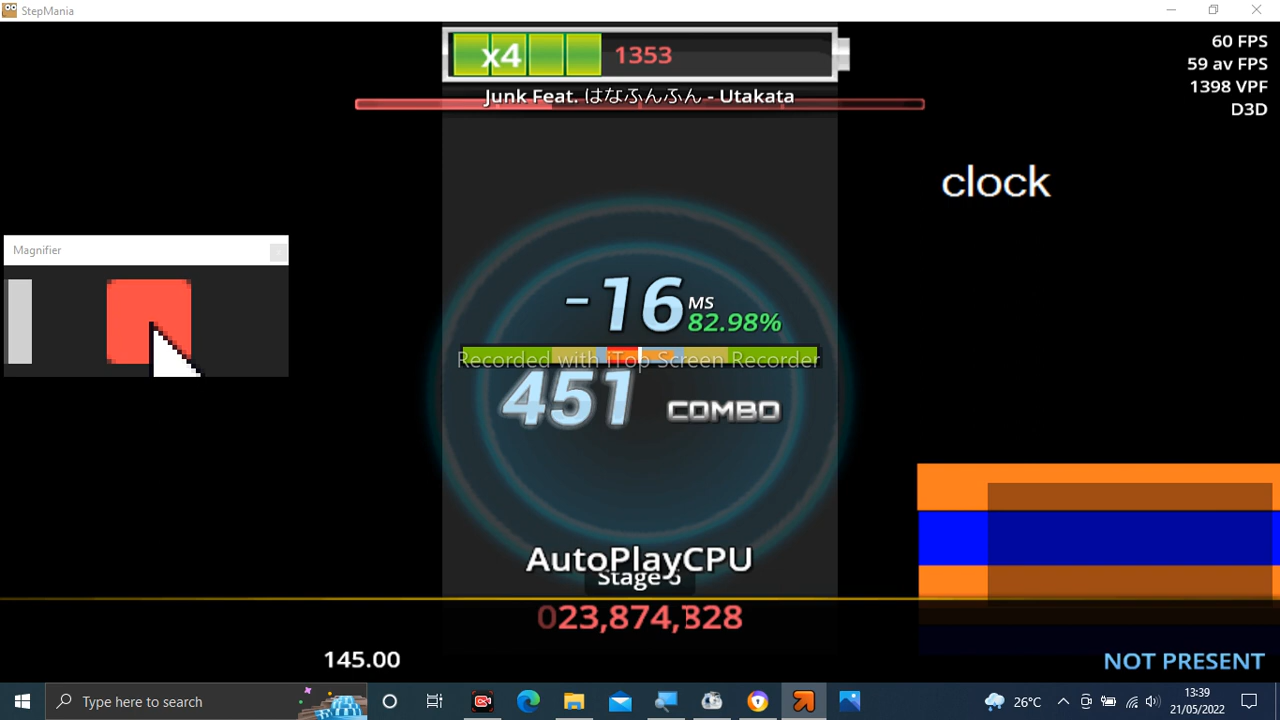 StepMania
60 FPS
59 av FPS
1398 VPF
D3D
x4
1353
Junk Feat. はなふんふん - Utakata
clock
Magnifier
-16 MS
82.98%
Recorded with iTop Screen Recorder
451 COMBO
AutoPlayCPU
Stage 5
023,874,328
145.00
NOT PRESENT
Type here to search
26°C
13:39
21/05/2022